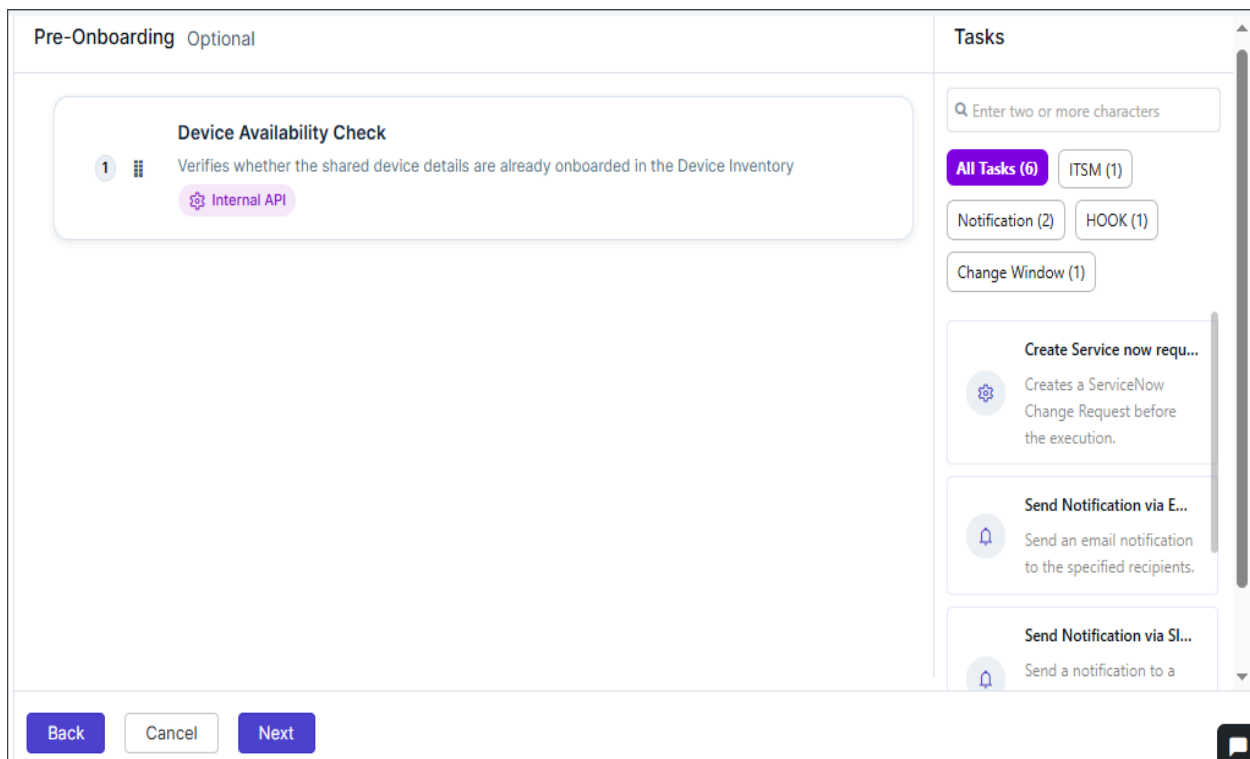 Pre-Onboarding Optional
Tasks
1
Device Availability Check
Verifies whether the shared device details are already onboarded in the Device Inventory
Internal API
Enter two or more characters
All Tasks (6)
ITSM (1)
Notification (2)
HOOK (1)
Change Window (1)
Create Service now requ...
Creates a ServiceNow
Change Request before
the execution.
Send Notification via E...
Send an email notification
to the specified recipients.
Send Notification via Sl...
Send a notification to a
Back
Cancel
Next